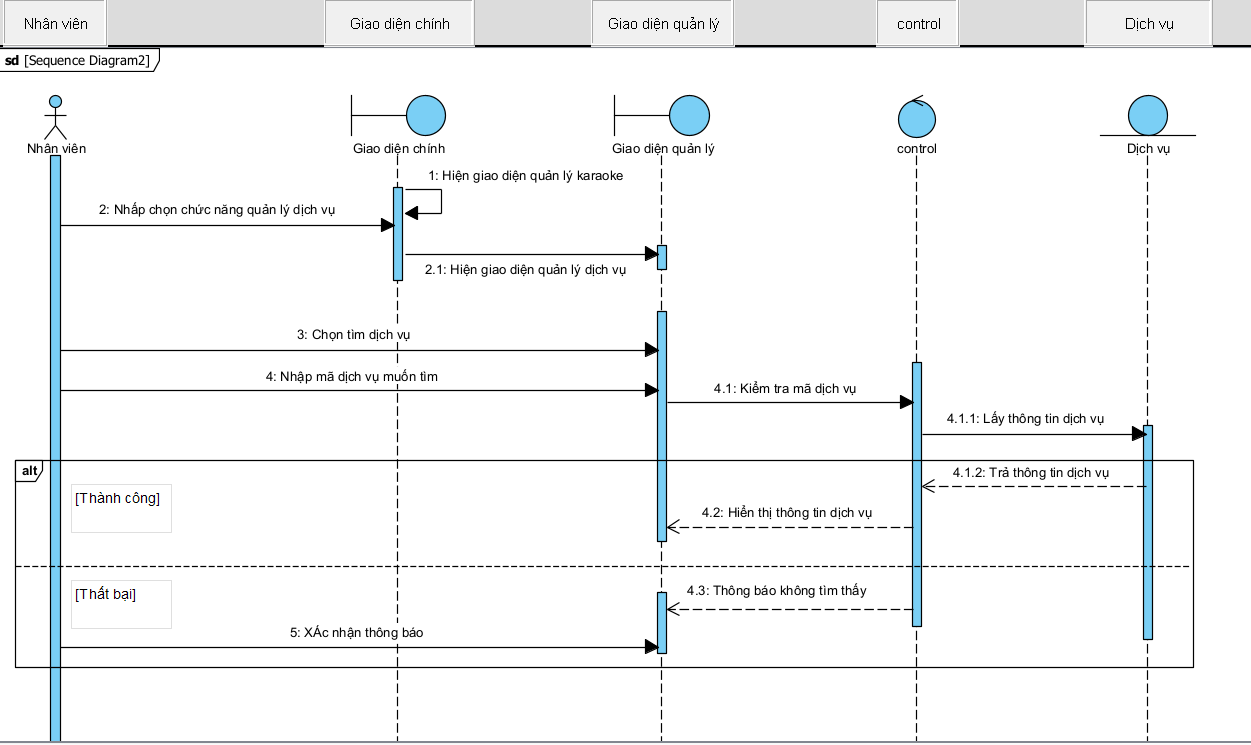 Nhân viên
Giao diện chính
Giao diện quản lý
control
Dịch vụ
sd [Sequence Diagram2]
Nhân viên
Giao diện chính
Giao diện quản lý
control
Dịch vụ
1: Hiện giao diện quản lý karaoke
2: Nhấp chọn chức năng quản lý dịch vụ
2.1: Hiện giao diện quản lý dịch vụ
3: Chọn tìm dịch vụ
4: Nhập mã dịch vụ muốn tìm
4.1: Kiểm tra mã dịch vụ
4.1.1: Lấy thông tin dịch vụ
alt
4.1.2: Trả thông tin dịch vụ
[Thành công]
4.2: Hiển thị thông tin dịch vụ
[Thất bại]
4.3: Thông báo không tìm thấy
5: XÁc nhận thông báo